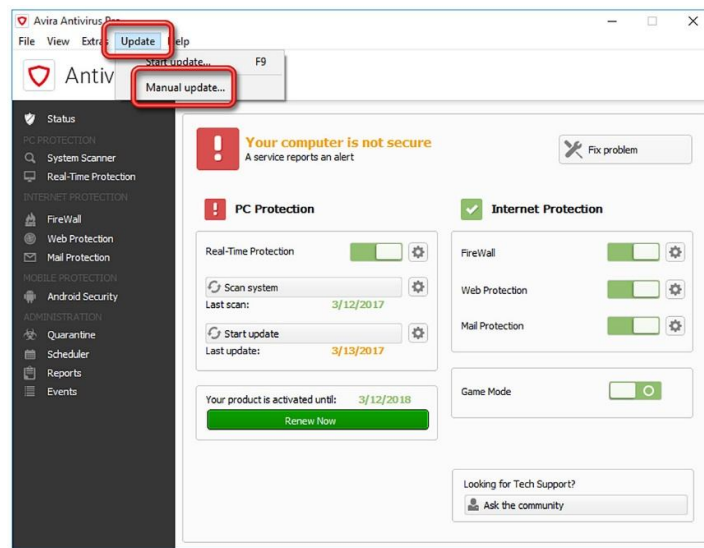 Avira Antivirus Pro
File View Extras Update Help
Start update... F9
Manual update...
Antiv
Status
PC PROTECTION
System Scanner
Real-Time Protection
INTERNET PROTECTION
FireWall
Web Protection
Mail Protection
MOBILE PROTECTION
Android Security
ADMINISTRATION
Quarantine
Scheduler
Reports
Events
Your computer is not secure
A service reports an alert
Fix problem
PC Protection
Real-Time Protection
Scan system
Last scan: 3/12/2017
Start update
Last update: 3/13/2017
Your product is activated until: 3/12/2018
Renew Now
Internet Protection
FireWall
Web Protection
Mail Protection
Game Mode
Looking for Tech Support?
Ask the community